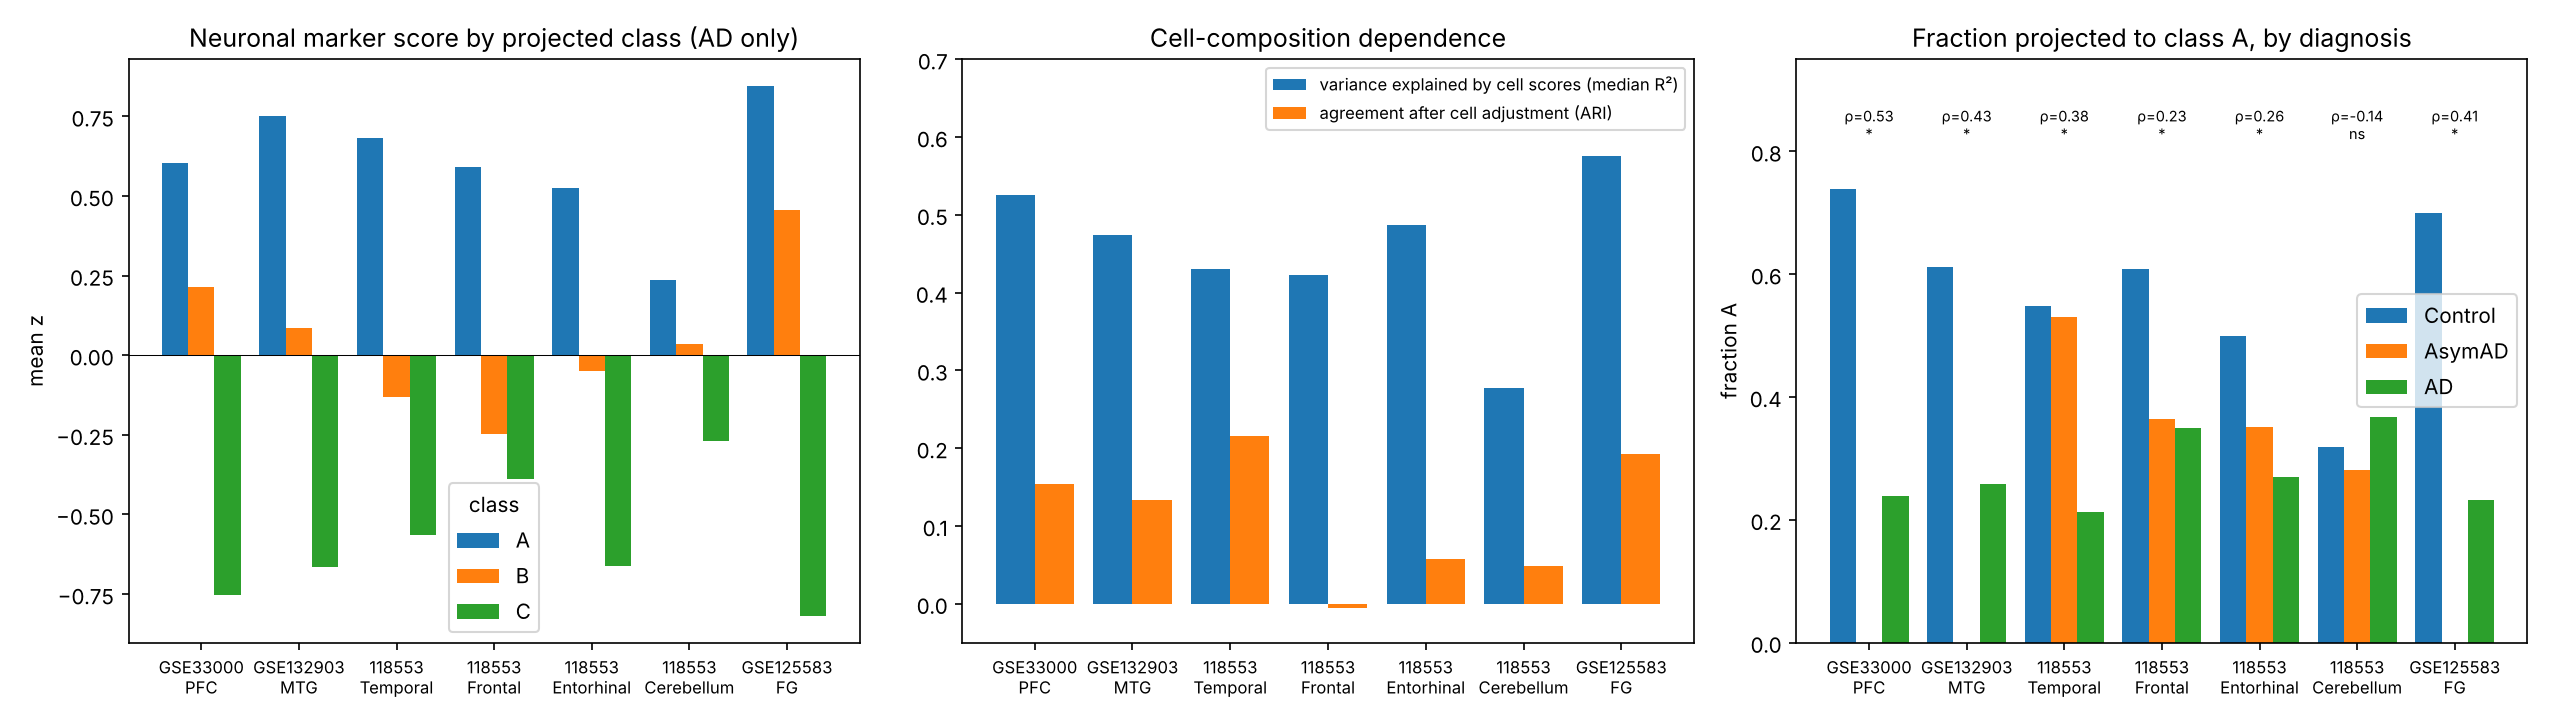 Neuronal marker score by projected class (AD only)
mean z
0.75
0.50
0.25
0.00
−0.25
−0.50
−0.75
class
A
B
C
GSE33000
PFC
GSE132903
MTG
118553
Temporal
118553
Frontal
118553
Entorhinal
118553
Cerebellum
GSE125583
FG
Cell-composition dependence
0.7
0.6
0.5
0.4
0.3
0.2
0.1
0.0
variance explained by cell scores (median R²)
agreement after cell adjustment (ARI)
GSE33000
PFC
GSE132903
MTG
118553
Temporal
118553
Frontal
118553
Entorhinal
118553
Cerebellum
GSE125583
FG
Fraction projected to class A, by diagnosis
fraction A
0.8
0.6
0.4
0.2
0.0
ρ=0.53
*
ρ=0.43
*
ρ=0.38
*
ρ=0.23
*
ρ=0.26
*
ρ=-0.14
ns
ρ=0.41
*
Control
AsymAD
AD
GSE33000
PFC
GSE132903
MTG
118553
Temporal
118553
Frontal
118553
Entorhinal
118553
Cerebellum
GSE125583
FG